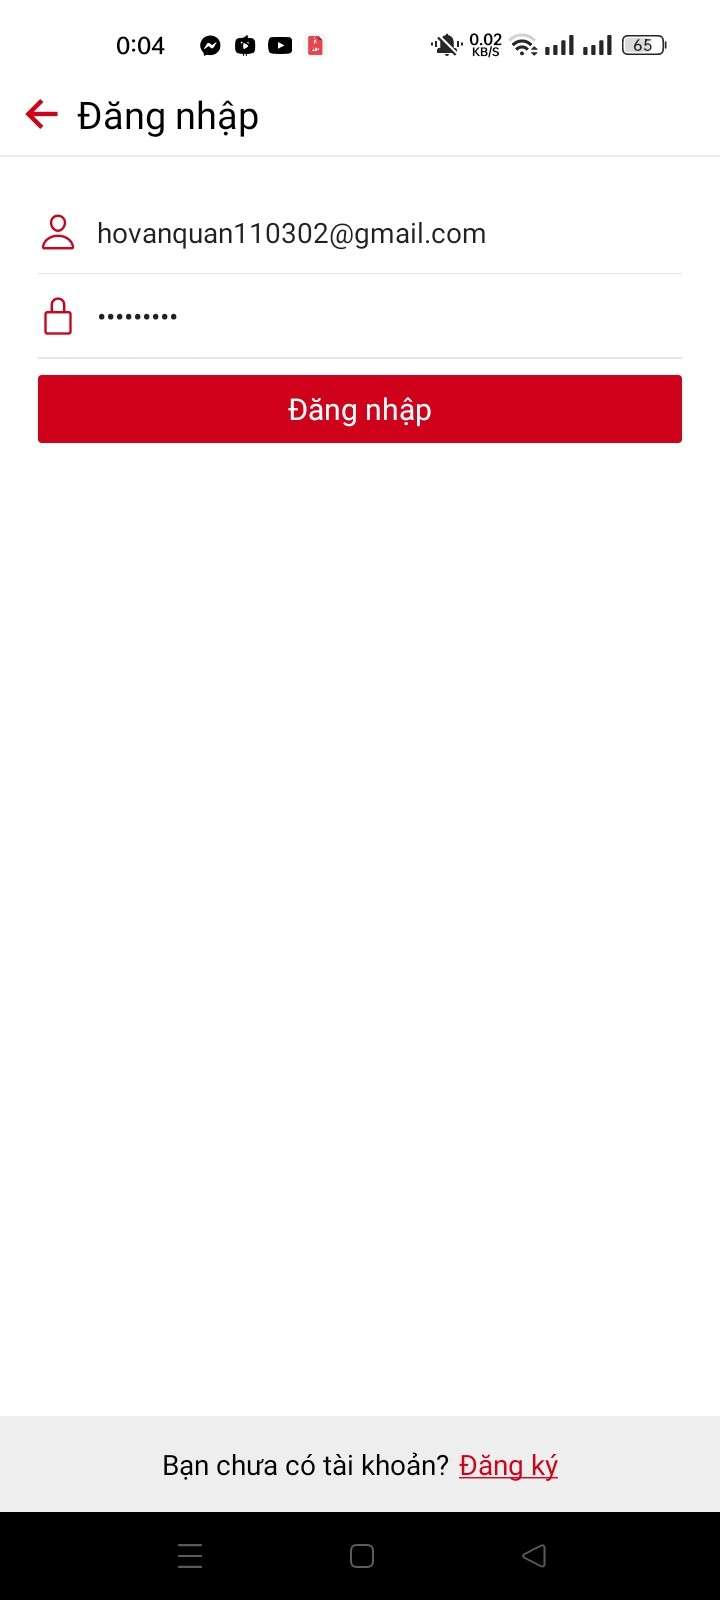 0:04 0.02 KB/S 65
Đăng nhập
hovanquan110302@gmail.com
•••••••••
Đăng nhập
Bạn chưa có tài khoản? Đăng ký